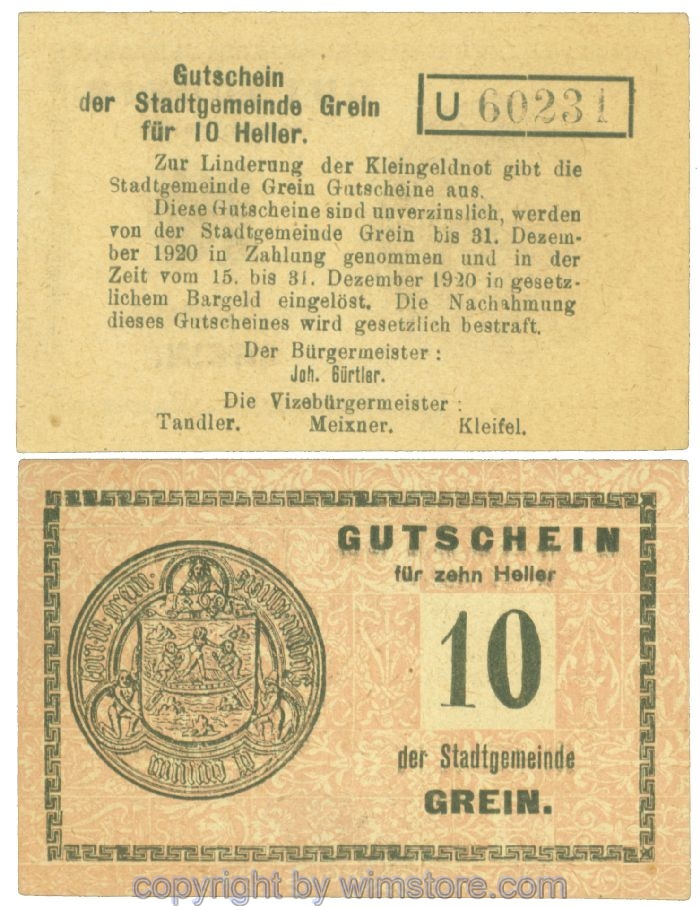 Gutschein
der Stadtgemeinde Grein
für 10 Heller.
U 60231
Zur Linderung der Kleingeldnot gibt die
Stadtgemeinde Grein Gutscheine aus.
Diese Gutscheine sind unverzinslich, werden
von der Stadtgemeinde Grein bis 31. Dezem-
ber 1920 in Zahlung genommen und in der
Zeit vom 15. bis 31. Dezember 1920 in gesetz-
lichem Bargeld eingelöst. Die Nachahmung
dieses Gutscheines wird gesetzlich bestraft.
Der Bürgermeister :
Joh. Gürtler.
Die Vizebürgermeister :
Tandler. Meixner. Kleifel.
GUTSCHEIN
für zehn Heller
10
der Stadtgemeinde
GREIN.
copyright by wimstore.com